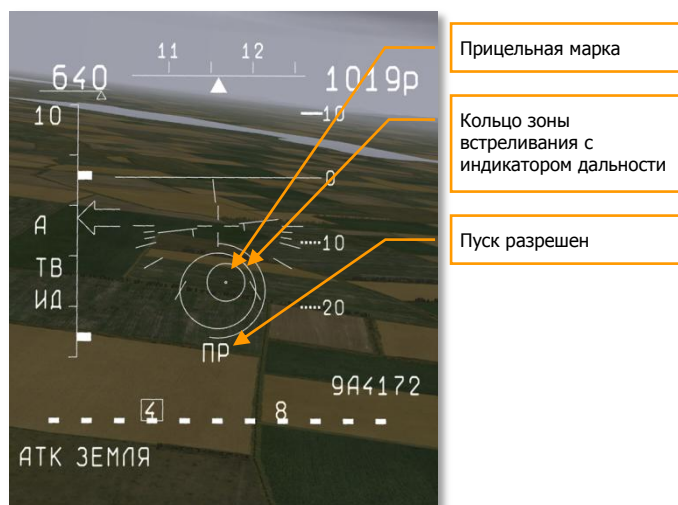 11 12
640 1019р
10 10
0
А
10
ТВ
ИД
20
ПР
9А4172
4 8
АТК ЗЕМЛЯ
Прицельная марка
Кольцо зоны
встреливания с
индикатором дальности
Пуск разрешен